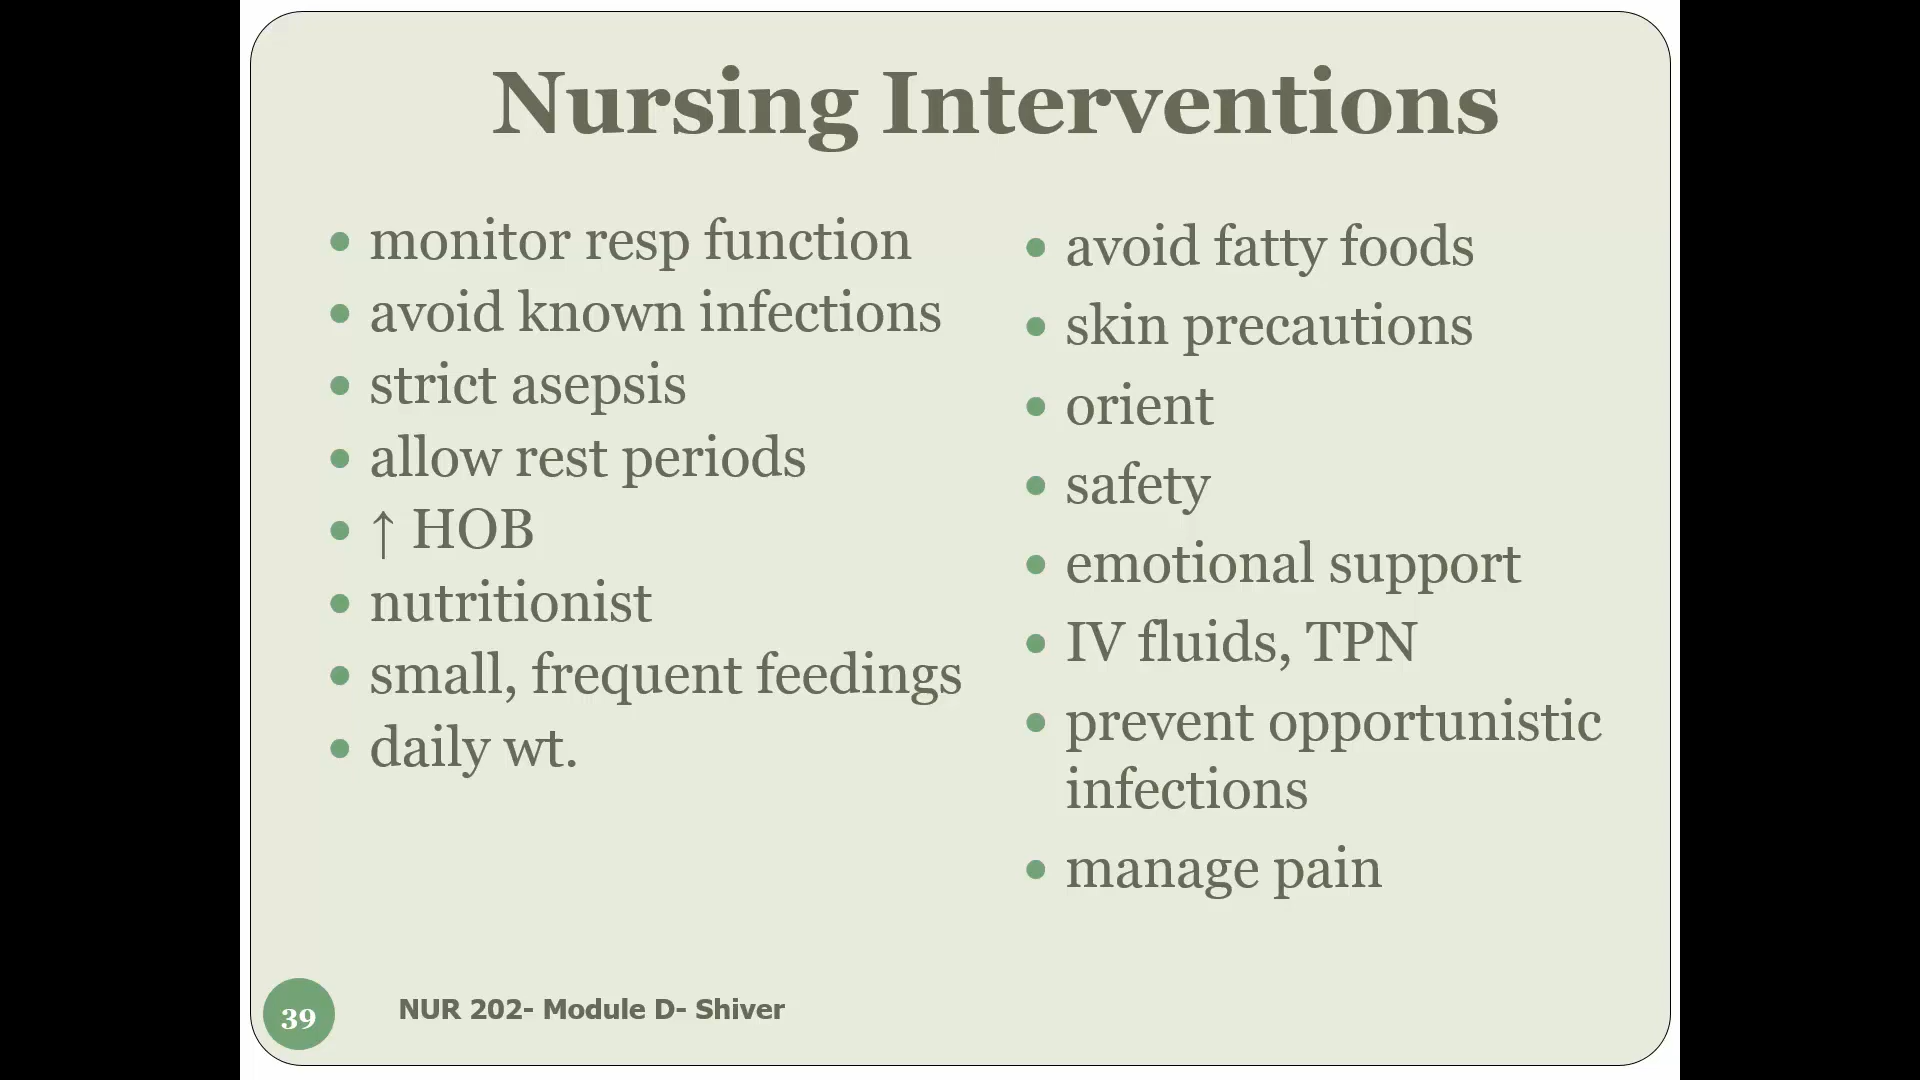 Nursing Interventions
• monitor resp function
• avoid known infections
• strict asepsis
• allow rest periods
• ↑ HOB
• nutritionist
• small, frequent feedings
• daily wt.
• avoid fatty foods
• skin precautions
• orient
• safety
• emotional support
• IV fluids, TPN
• prevent opportunistic
infections
• manage pain
39
NUR 202- Module D- Shiver